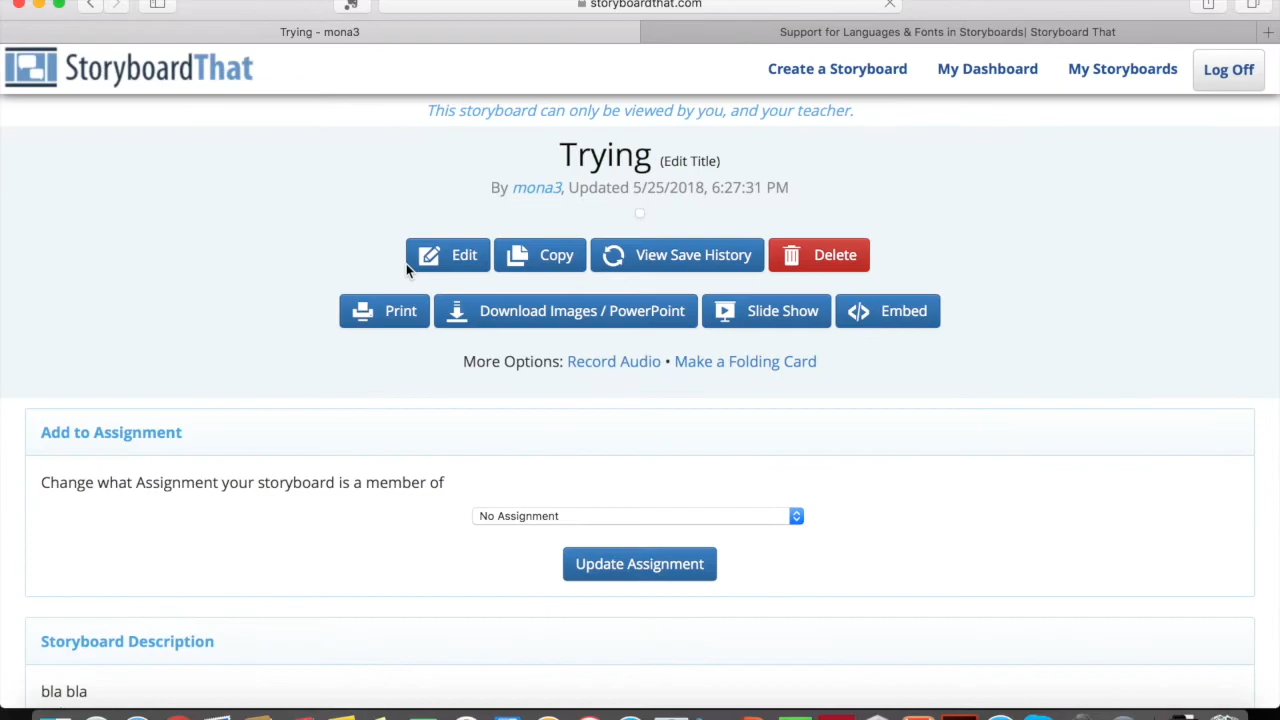 storyboardthat.com
Trying - mona3
Support for Languages & Fonts in Storyboards| Storyboard That
StoryboardThat
Create a Storyboard
My Dashboard
My Storyboards
Log Off
This storyboard can only be viewed by you, and your teacher.
Trying (Edit Title)
By mona3, Updated 5/25/2018, 6:27:31 PM
Edit
Copy
View Save History
Delete
Print
Download Images / PowerPoint
Slide Show
Embed
More Options: Record Audio • Make a Folding Card
Add to Assignment
Change what Assignment your storyboard is a member of
No Assignment
Update Assignment
Storyboard Description
bla bla